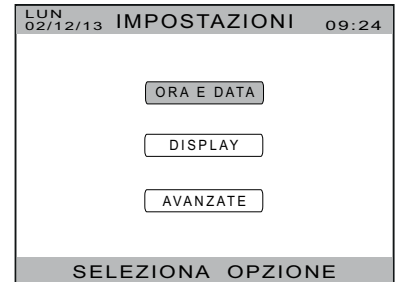 LUN
02/12/13 IMPOSTAZIONI 09:24
ORA E DATA
DISPLAY
AVANZATE
SELEZIONA OPZIONE